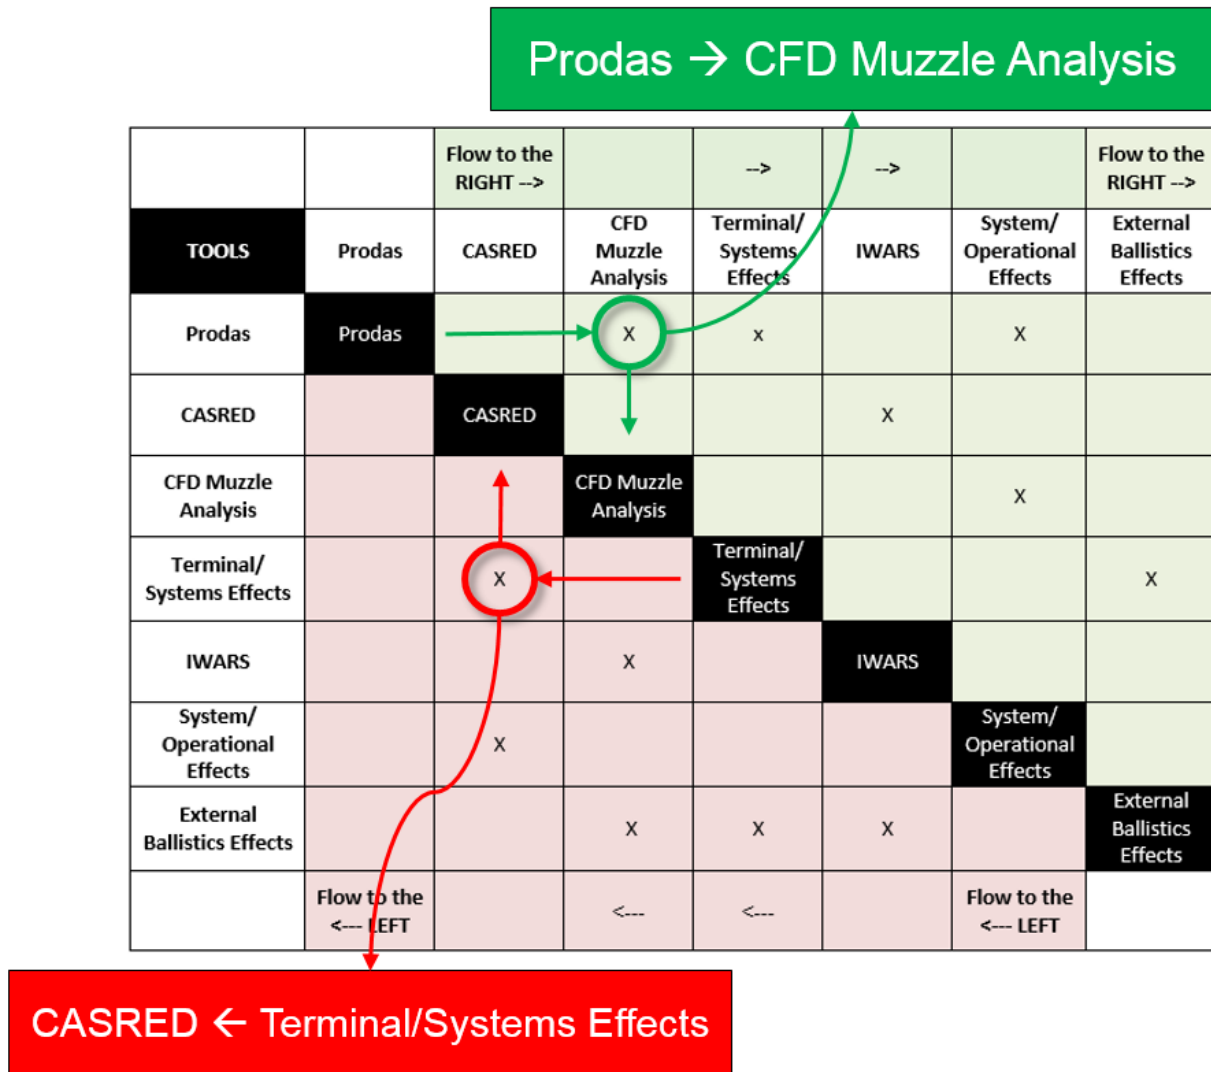 Prodas → CFD Muzzle Analysis
Flow to the
RIGHT -->
-->
-->
Flow to the
RIGHT -->
TOOLS
Prodas
CASRED
CFD
Muzzle
Analysis
Terminal/
Systems
Effects
IWARS
System/
Operational
Effects
External
Ballistics
Effects
Prodas
Prodas
X
x
X
CASRED
CASRED
X
CFD Muzzle
Analysis
CFD Muzzle
Analysis
X
Terminal/
Systems Effects
X
Terminal/
Systems
Effects
X
IWARS
X
IWARS
System/
Operational
Effects
X
System/
Operational
Effects
External
Ballistics Effects
X
X
X
External
Ballistics
Effects
Flow to the
<--- LEFT
<---
<---
Flow to the
<--- LEFT
CASRED ← Terminal/Systems Effects